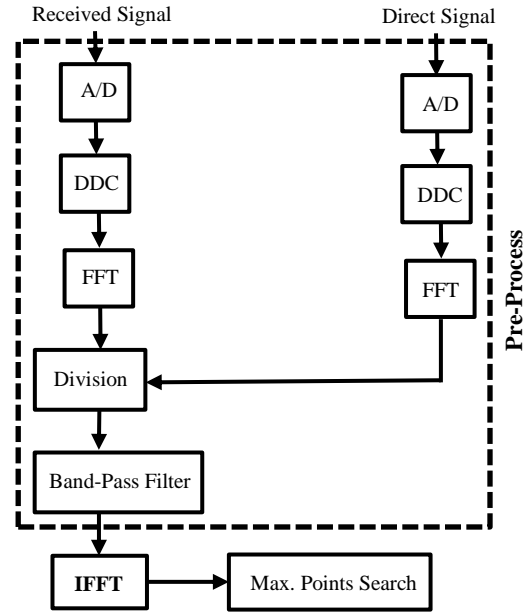 Received Signal
Direct Signal
A/D
A/D
DDC
DDC
FFT
FFT
Division
Band-Pass Filter
Pre-Process
IFFT
Max. Points Search